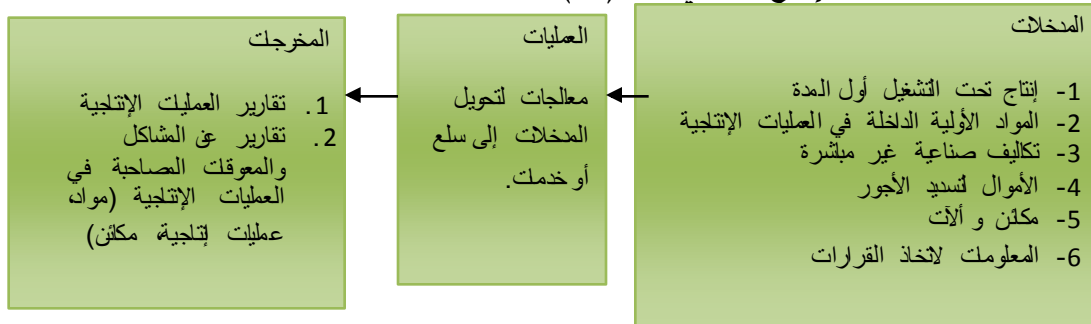 المدخلات
1- إنتاج تحت التشغيل أول المدة
2- المواد الأولية الداخلة في العمليات الإنتاجية
3- تكاليف صناعية غير مباشرة
4- الأموال لتسديد الأجور
5- مكائن و ألآت
6- المعلومات لاتخاذ القرارات
العمليات
معالجات لتحويل
المدخلات إلى سلع
أو خدمات.
المخرجات
1. تقارير العمليات الإنتاجية
2. تقارير عن المشاكل
والمعوقات المصاحبة في
العمليات الإنتاجية (مواد،
عمليات إنتاجية، مكائن)